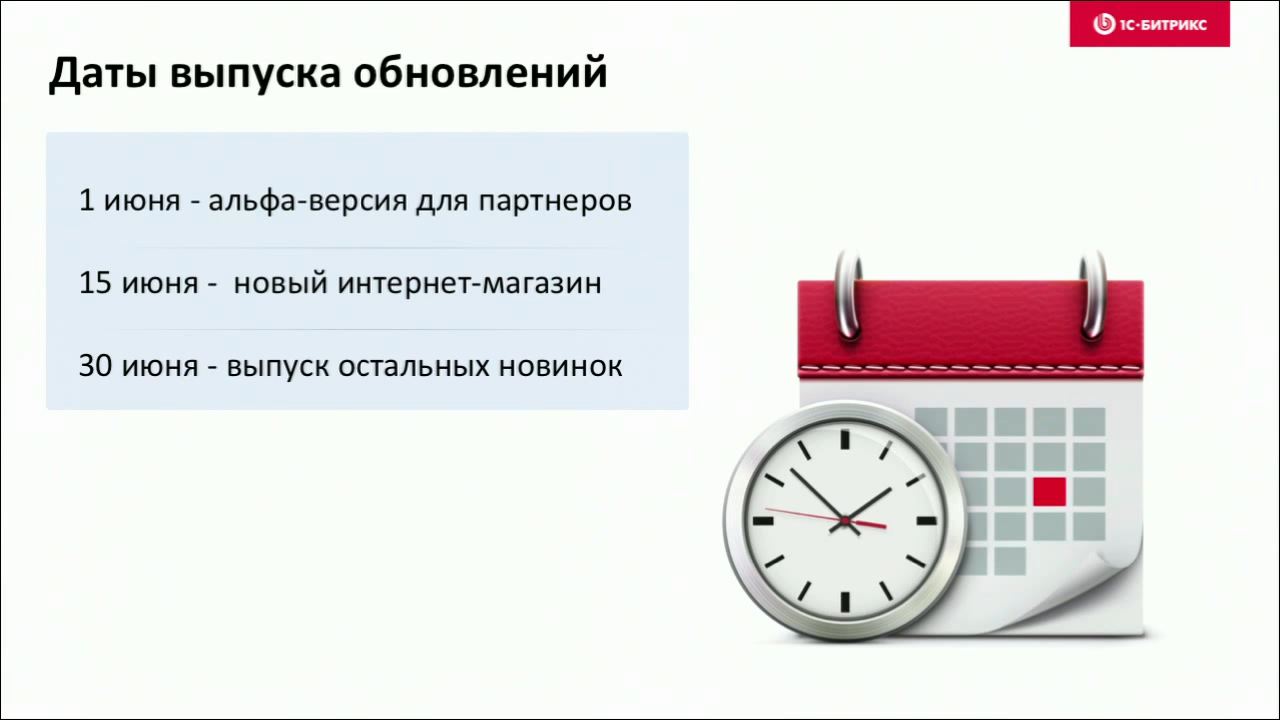 1С-БИТРИКС
Даты выпуска обновлений
1 июня - альфа-версия для партнеров
15 июня - новый интернет-магазин
30 июня - выпуск остальных новинок